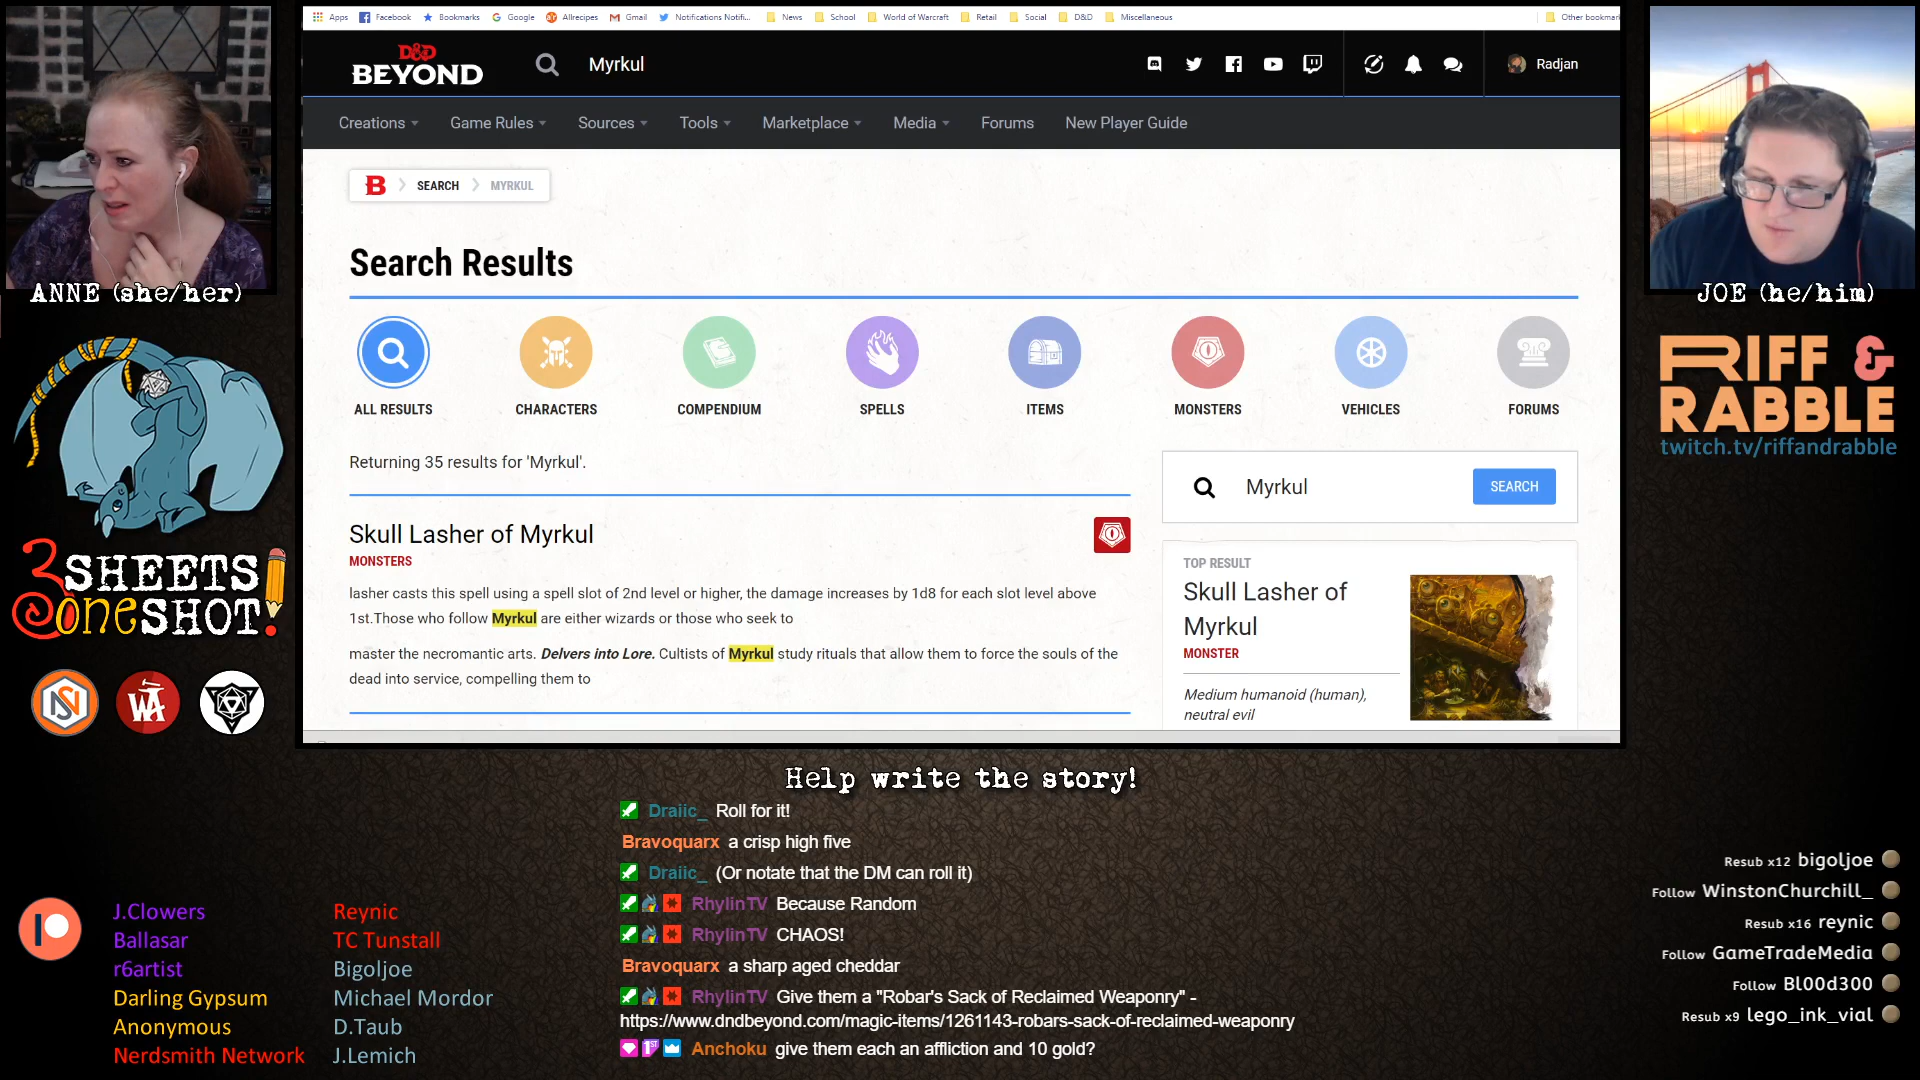 Apps Facebook Bookmarks Google Allrecipes Gmail Notifications Notifi... News School World of Warcraft Retail Social D&D Miscellaneous Other bookmar
D&D
BEYOND
Myrkul
Radjan
Creations Game Rules Sources Tools Marketplace Media Forums New Player Guide
B SEARCH MYRKUL
Search Results
ALL RESULTS CHARACTERS COMPENDIUM SPELLS ITEMS MONSTERS VEHICLES FORUMS
Returning 35 results for 'Myrkul'.
Myrkul SEARCH
Skull Lasher of Myrkul
MONSTERS
lasher casts this spell using a spell slot of 2nd level or higher, the damage increases by 1d8 for each slot level above
1st.Those who follow Myrkul are either wizards or those who seek to
master the necromantic arts. Delvers into Lore. Cultists of Myrkul study rituals that allow them to force the souls of the
dead into service, compelling them to
TOP RESULT
Skull Lasher of
Myrkul
MONSTER
Medium humanoid (human),
neutral evil
ANNE (she/her)
3 SHEETS
@oneSHOT!
NS
WA
JOE (he/him)
RIFF &
RABBLE
twitch.tv/riffandrabble
Help write the story!
Draiic_ Roll for it!
Bravoquarx a crisp high five
Draiic_ (Or notate that the DM can roll it)
RhylinTV Because Random
RhylinTV CHAOS!
Bravoquarx a sharp aged cheddar
RhylinTV Give them a "Robar's Sack of Reclaimed Weaponry" -
https://www.dndbeyond.com/magic-items/1261143-robars-sack-of-reclaimed-weaponry
1ST Anchoku give them each an affliction and 10 gold?
J.Clowers
Ballasar
r6artist
Darling Gypsum
Anonymous
Nerdsmith Network
Reynic
TC Tunstall
Bigoljoe
Michael Mordor
D.Taub
J.Lemich
Resub x12 bigoljoe
Follow WinstonChurchill_
Resub x16 reynic
Follow GameTradeMedia
Follow Bl00d300
Resub x9 lego_ink_vial